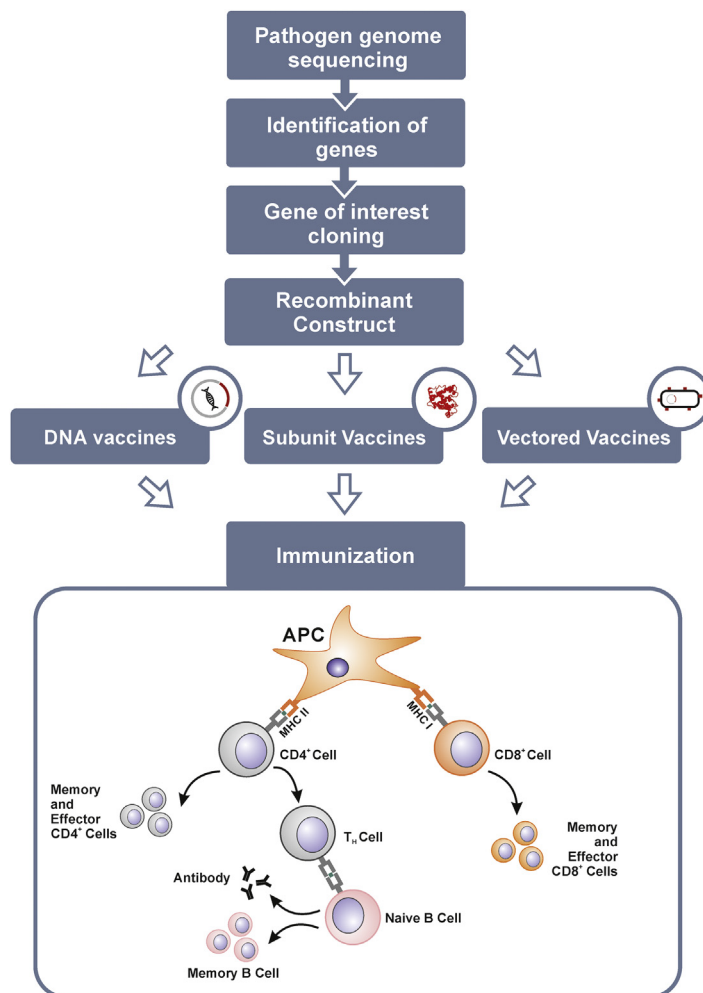 Pathogen genome
sequencing
Identification of
genes
Gene of interest
cloning
Recombinant
Construct
DNA vaccines
Subunit Vaccines
Vectored Vaccines
Immunization
APC
MHC II
MHC I
CD4⁺Cell
CD8⁺Cell
Memory
and
Effector
CD4⁺ Cells
T_H Cell
Memory
and
Effector
CD8⁺ Cells
Antibody
Naive B Cell
Memory B Cell